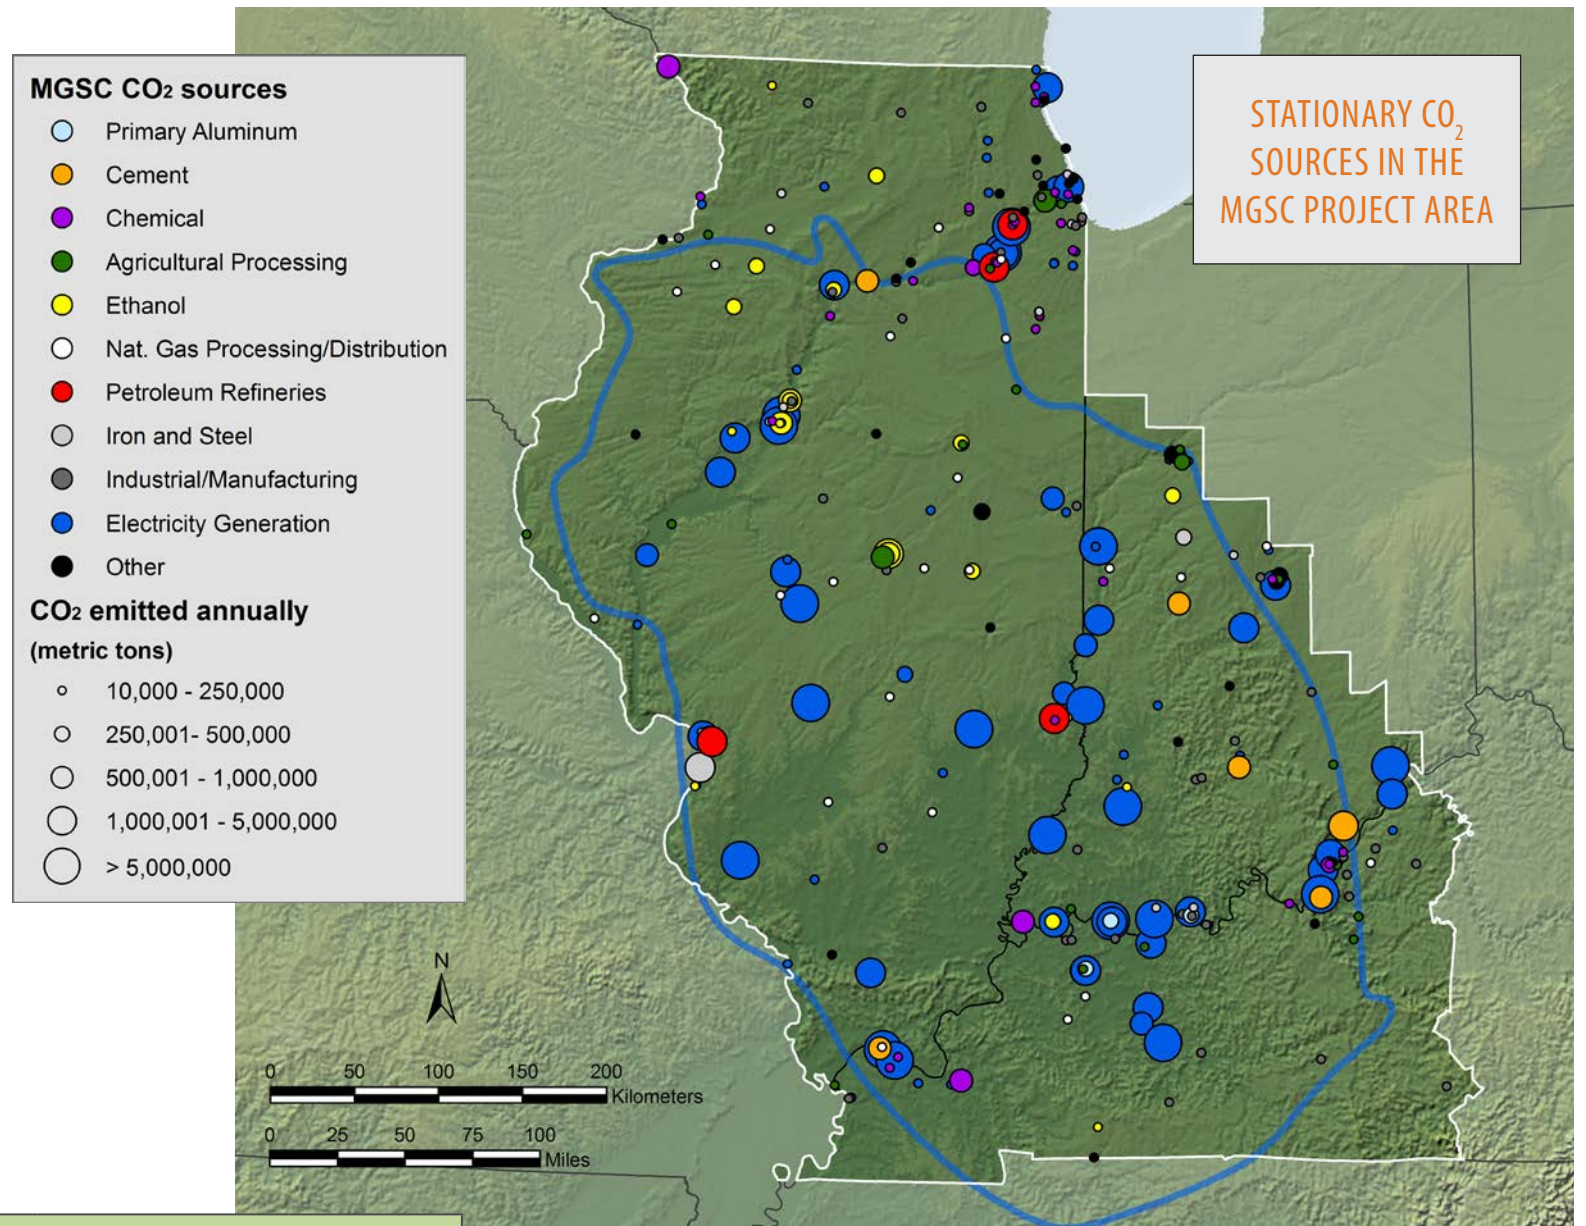 MGSC CO2 sources
Primary Aluminum
Cement
Chemical
Agricultural Processing
Ethanol
Nat. Gas Processing/Distribution
Petroleum Refineries
Iron and Steel
Industrial/Manufacturing
Electricity Generation
Other
CO2 emitted annually
(metric tons)
10,000 - 250,000
250,001- 500,000
500,001 - 1,000,000
1,000,001 - 5,000,000
> 5,000,000
STATIONARY CO2
SOURCES IN THE
MGSC PROJECT AREA
N
0 50 100 150 200
Kilometers
0 25 50 75 100
Miles